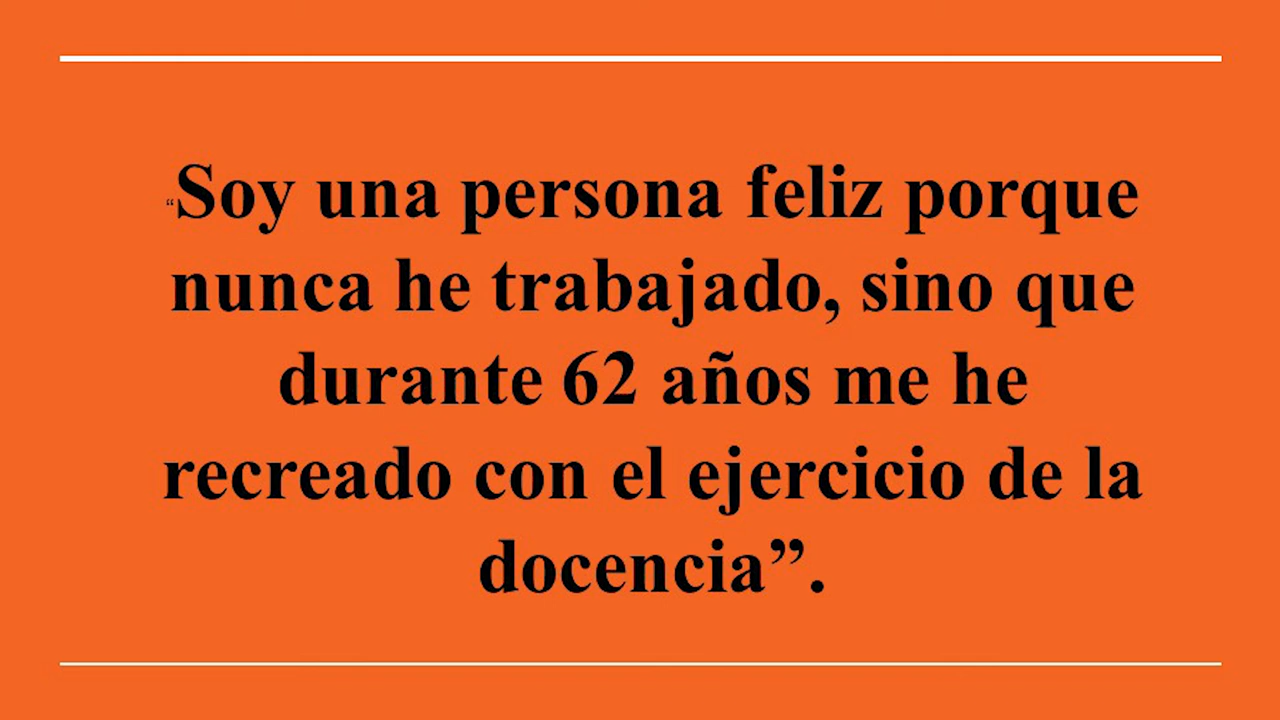 “Soy una persona feliz porque
nunca he trabajado, sino que
durante 62 años me he
recreado con el ejercicio de la
docencia”.